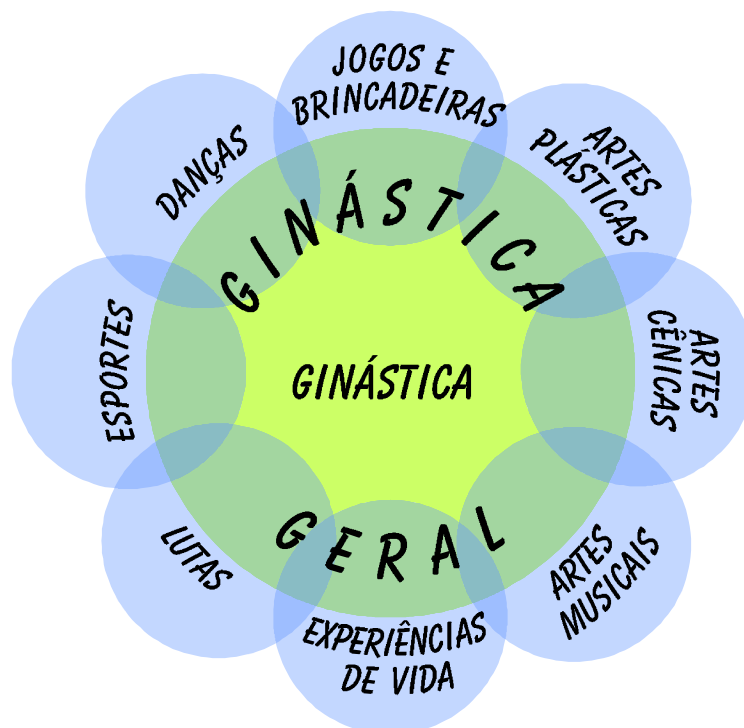 JOGOS E
BRINCADEIRAS
ARTES
PLÁSTICAS
ARTES
CÊNICAS
ARTES
MUSICAIS
EXPERIÊNCIAS
DE VIDA
LUTAS
ESPORTES
DANÇAS
GINÁSTICA
GINÁSTICA
GERAL